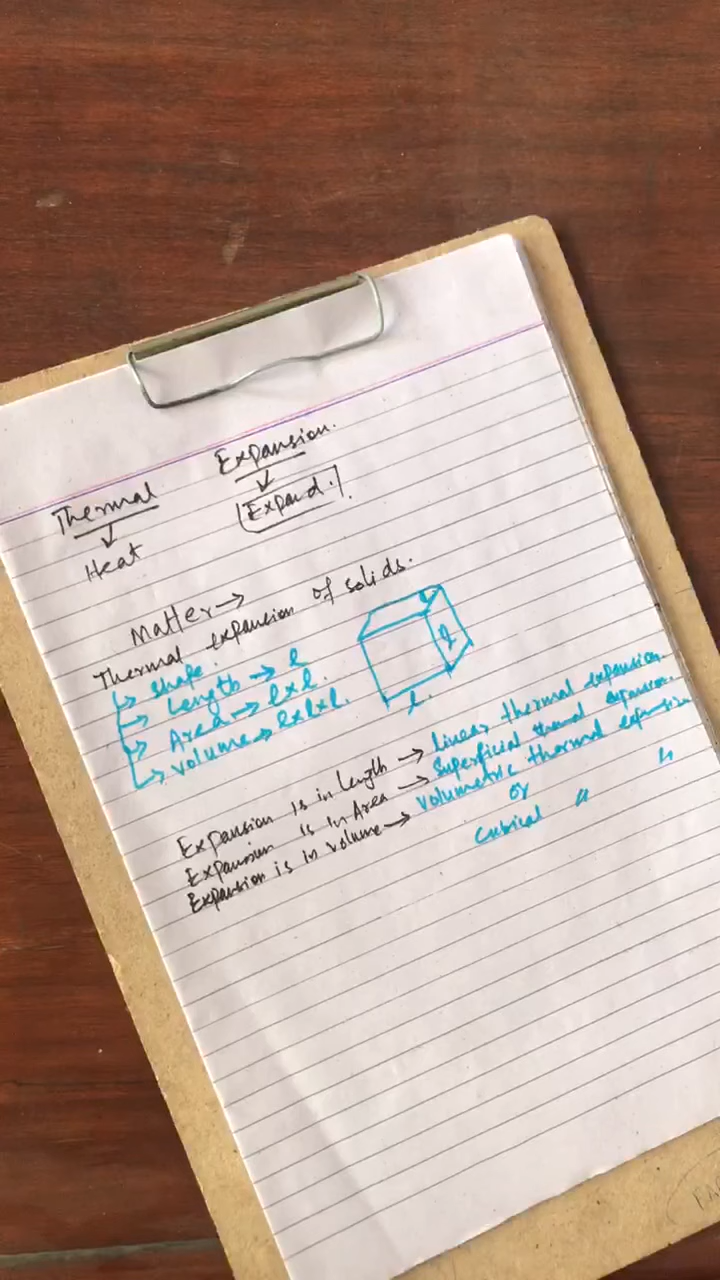 Thermal Expansion.
Heat [Expand.]
Matter →
Thermal expansion of solids.
↳ shape.
↳ Length → l
↳ Area → l×l.
↳ volume → l×l×l.
l
l.
Expansion is in length → linear thermal expansion.
Expansion is in Area → superficial thermal expansion.
Expansion is in volume → volumetric thermal expansion
or
Cubical " "